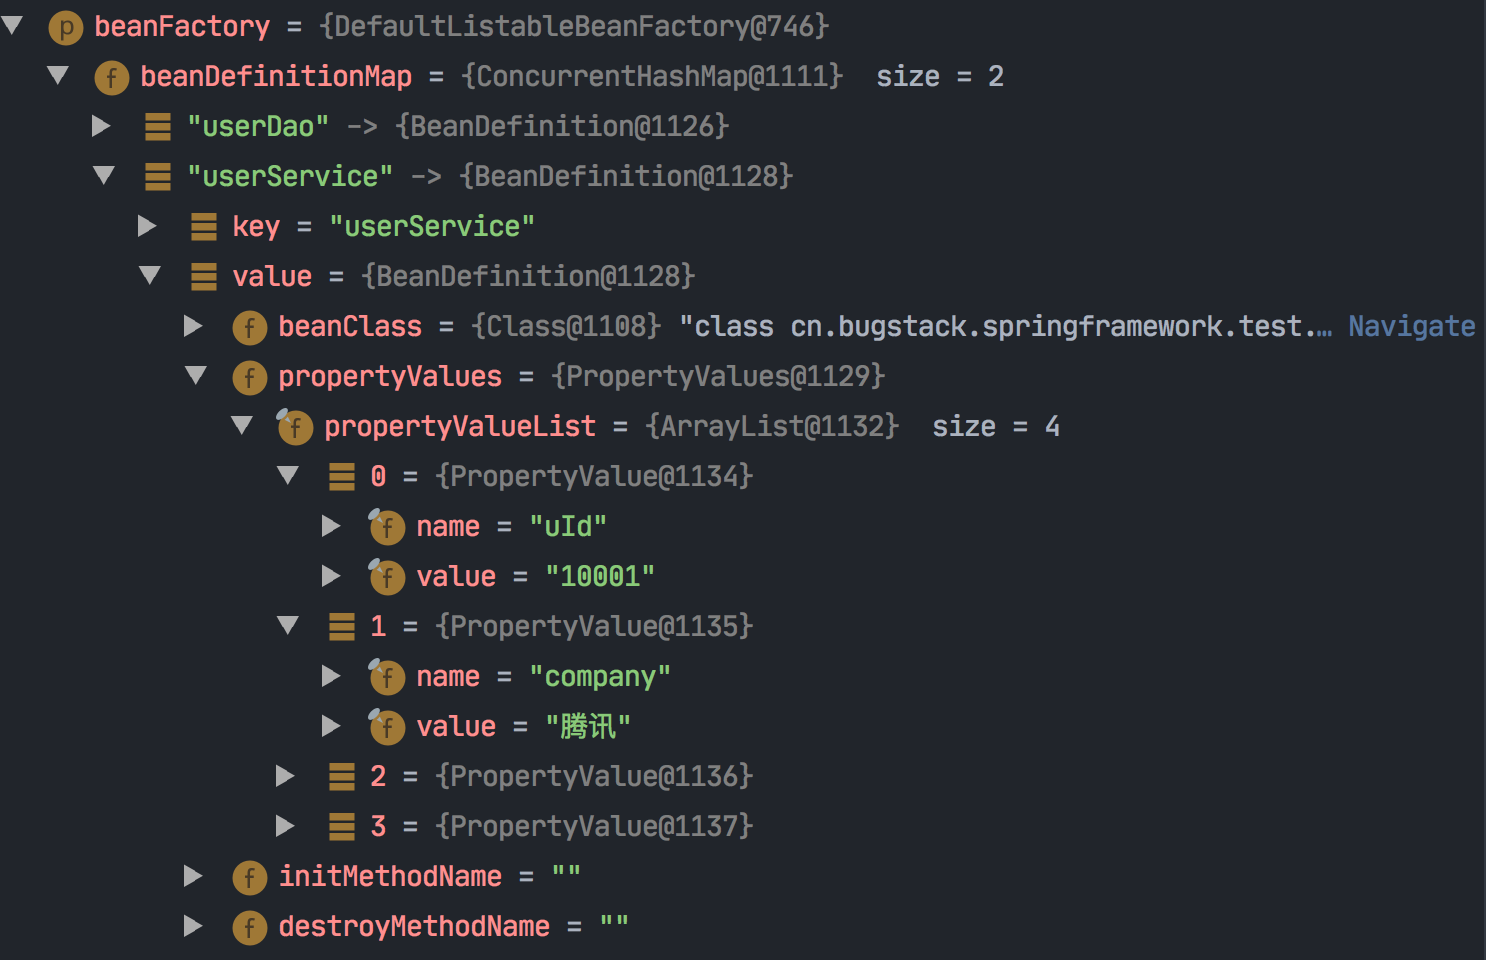 p beanFactory = {DefaultListableBeanFactory@746}
f beanDefinitionMap = {ConcurrentHashMap@1111} size = 2
"userDao" -> {BeanDefinition@1126}
"userService" -> {BeanDefinition@1128}
key = "userService"
value = {BeanDefinition@1128}
f beanClass = {Class@1108} "class cn.bugstack.springframework.test.… Navigate
f propertyValues = {PropertyValues@1129}
f propertyValueList = {ArrayList@1132} size = 4
0 = {PropertyValue@1134}
f name = "uId"
f value = "10001"
1 = {PropertyValue@1135}
f name = "company"
f value = "腾讯"
2 = {PropertyValue@1136}
3 = {PropertyValue@1137}
f initMethodName = ""
f destroyMethodName = ""